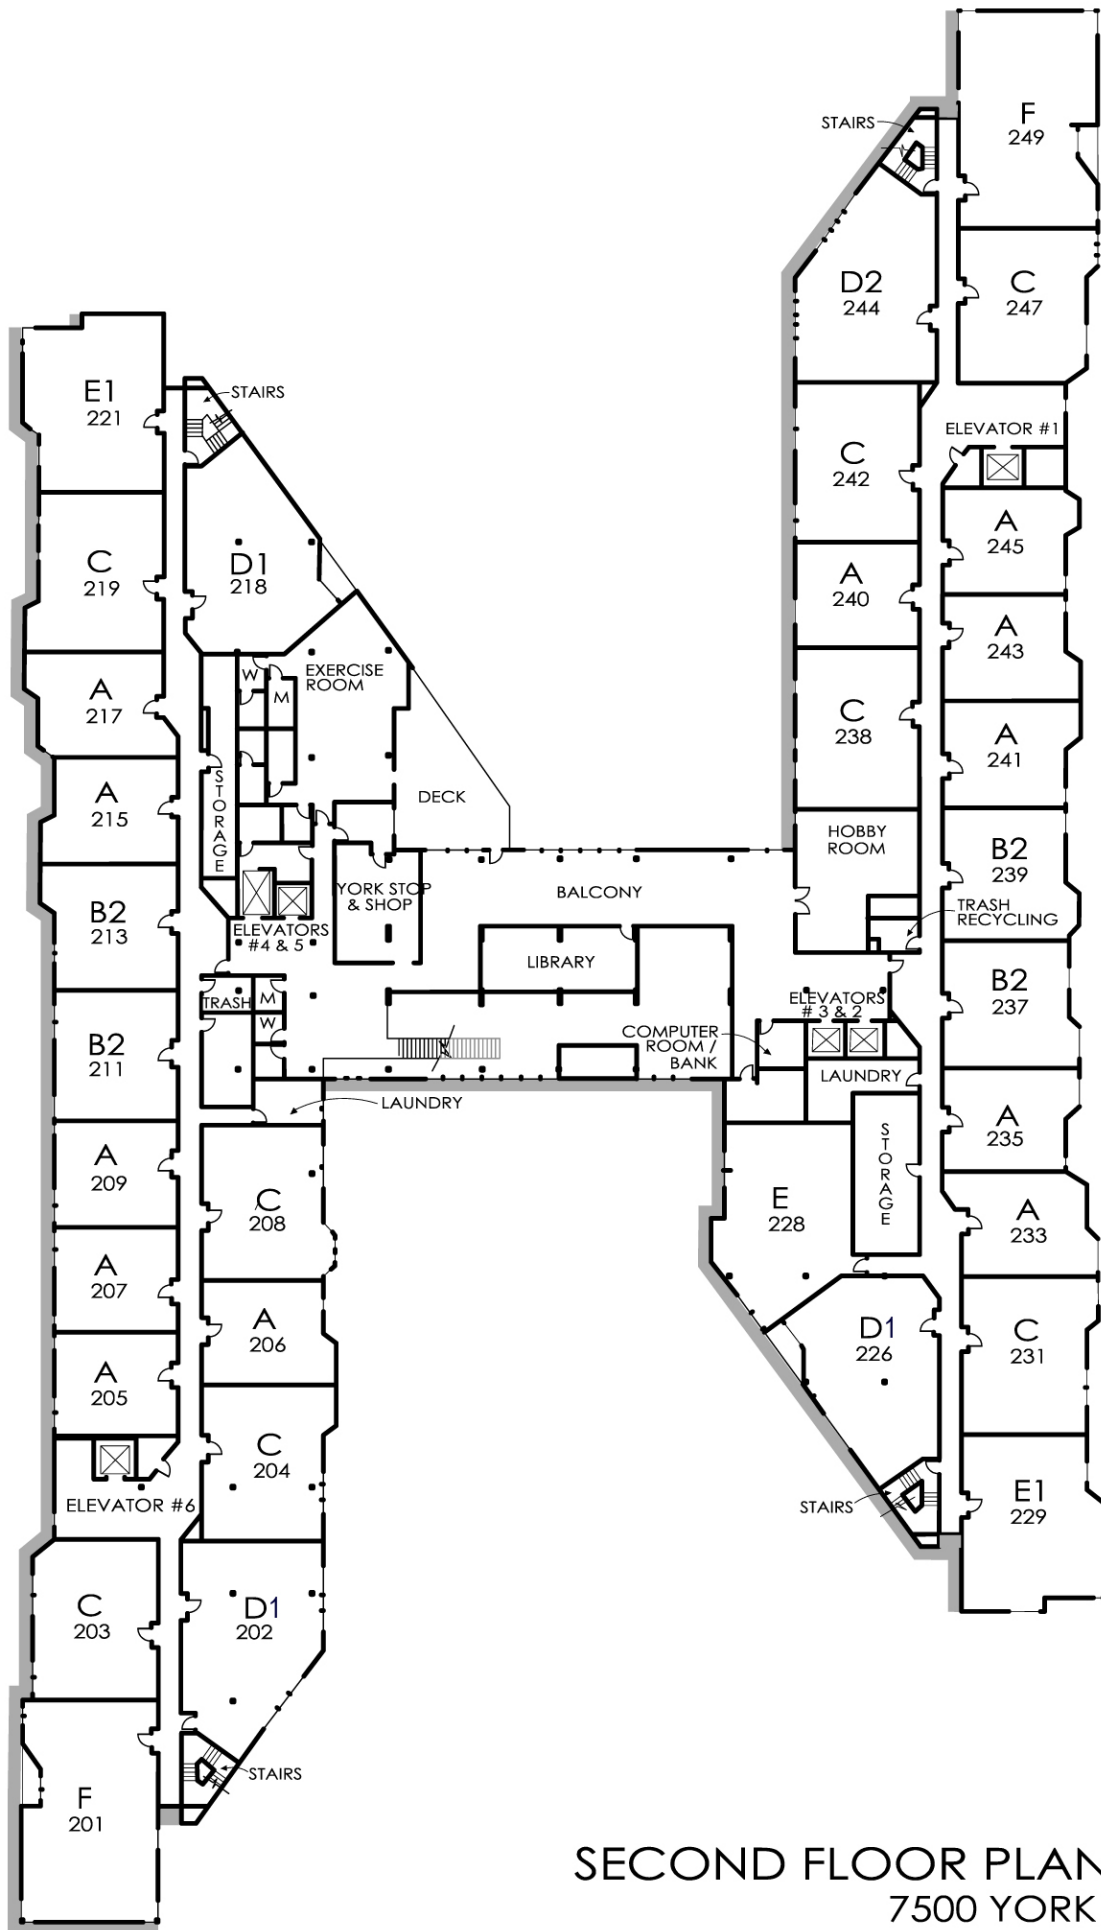 STAIRS
F
249
D2
244
C
247
E1
221
STAIRS
ELEVATOR #1
C
242
A
245
C
219
D1
218
A
240
A
243
EXERCISE
ROOM
W
M
A
217
C
238
A
241
STORAGE
A
215
DECK
HOBBY
ROOM
B2
239
YORK STOP
& SHOP
BALCONY
TRASH
RECYCLING
B2
213
ELEVATORS
#4 & 5
LIBRARY
B2
237
TRASH
M
W
ELEVATORS
# 3 & 2
B2
211
COMPUTER
ROOM /
BANK
LAUNDRY
LAUNDRY
A
235
STORAGE
A
209
C
208
E
228
A
233
A
207
A
206
D1
226
C
231
A
205
C
204
ELEVATOR #6
STAIRS
E1
229
C
203
D1
202
STAIRS
F
201
SECOND FLOOR PLAN
7500 YORK